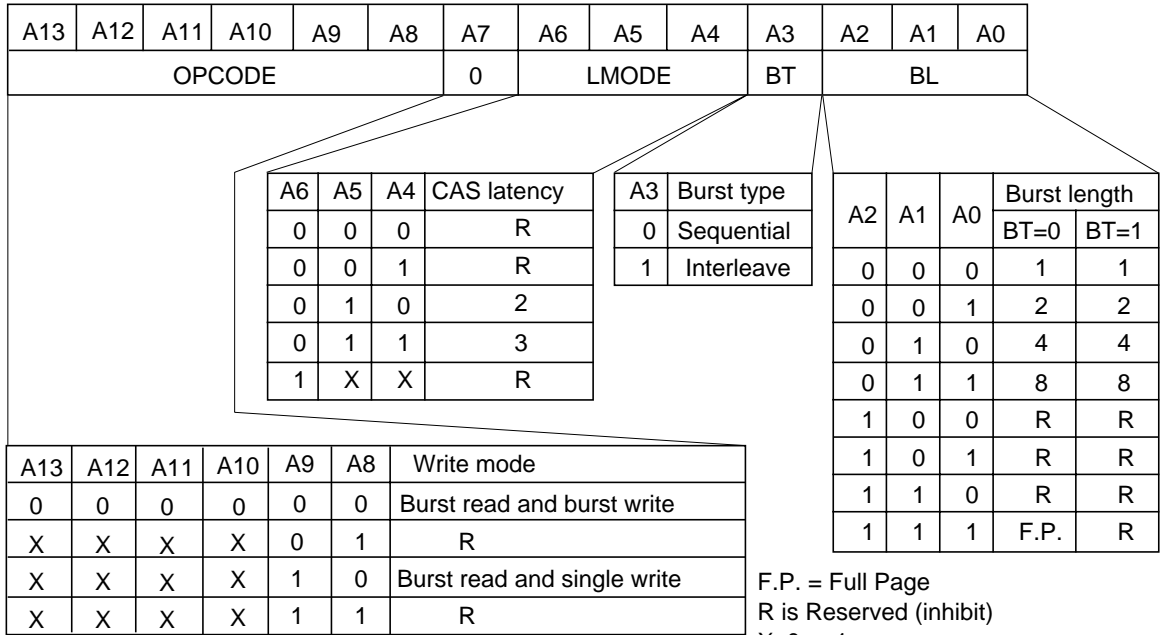 A13 A12 A11 A10 A9 A8 A7 A6 A5 A4 A3 A2 A1 A0
OPCODE 0 LMODE BT BL
A6 A5 A4 CAS latency
0 0 0 R
0 0 1 R
0 1 0 2
0 1 1 3
1 X X R
A3 Burst type
0 Sequential
1 Interleave
A2 A1 A0 Burst length
BT=0 BT=1
0 0 0 1 1
0 0 1 2 2
0 1 0 4 4
0 1 1 8 8
1 0 0 R R
1 0 1 R R
1 1 0 R R
1 1 1 F.P. R
A13 A12 A11 A10 A9 A8 Write mode
0 0 0 0 0 0 Burst read and burst write
X X X X 0 1 R
X X X X 1 0 Burst read and single write
X X X X 1 1 R
F.P. = Full Page
R is Reserved (inhibit)